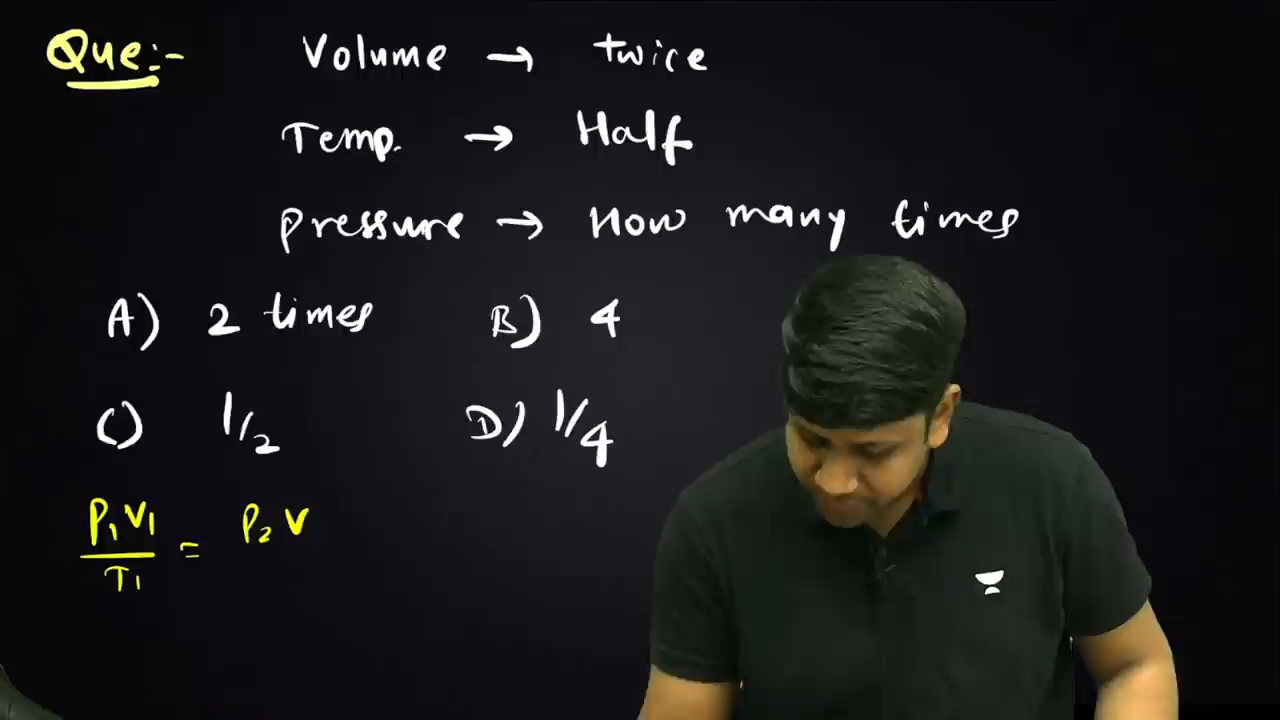 Que:- Volume → twice
Temp. → Half
pressure → How many times
A) 2 times B) 4
C) 1/2 D) 1/4
P₁V₁/T₁ = P₂V